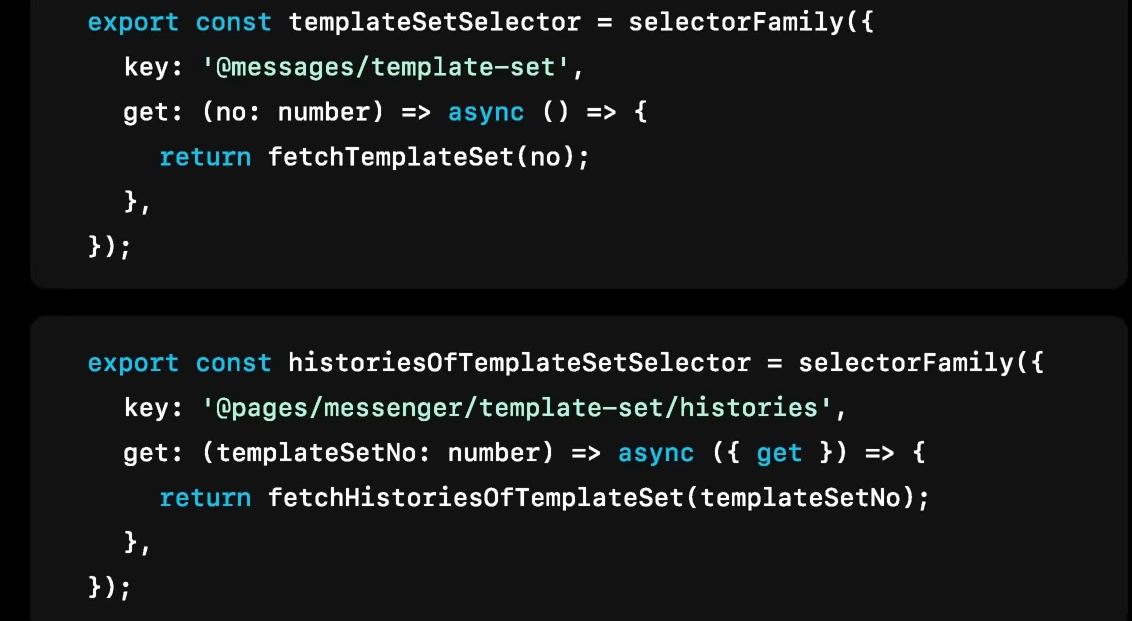 export const templateSetSelector = selectorFamily({
key: '@messages/template-set',
get: (no: number) => async () => {
return fetchTemplateSet(no);
},
});
export const historiesOfTemplateSetSelector = selectorFamily({
key: '@pages/messenger/template-set/histories',
get: (templateSetNo: number) => async ({ get }) => {
return fetchHistoriesOfTemplateSet(templateSetNo);
},
});